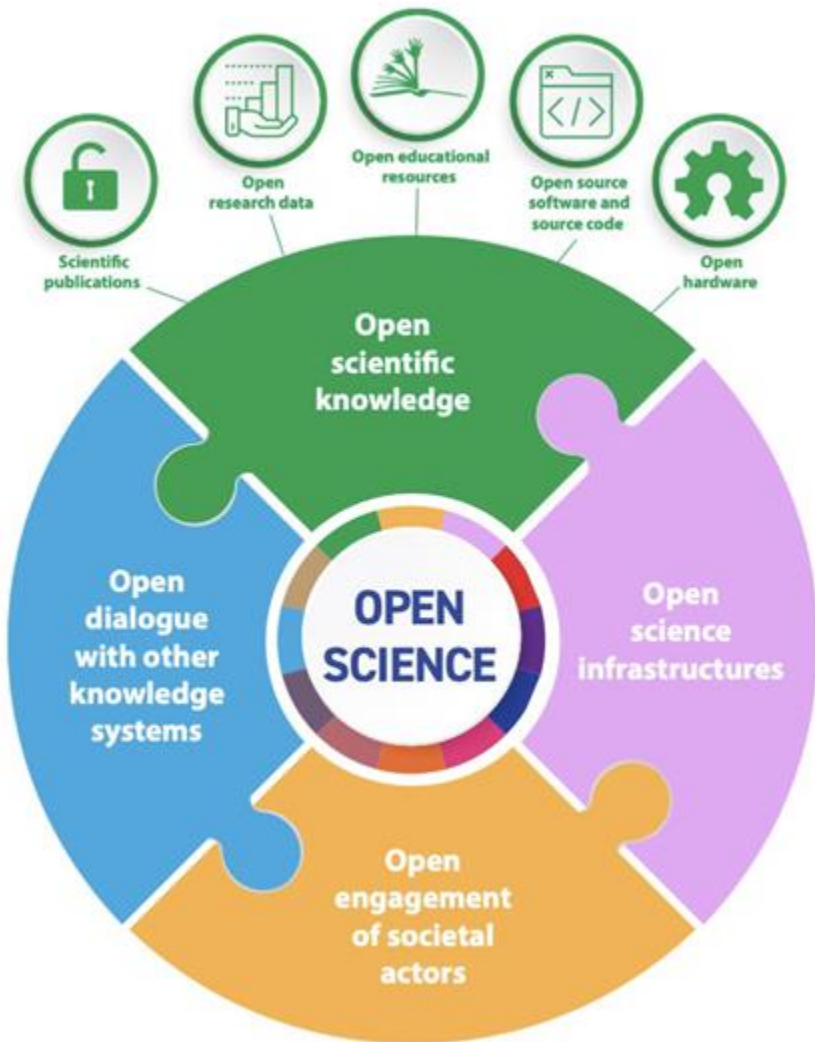 Scientific
publications
Open
research data
Open educational
resources
</>
Open source
software and
source code
Open
hardware
Open
scientific
knowledge
Open
dialogue
with other
knowledge
systems
OPEN
SCIENCE
Open
science
infrastructures
Open
engagement
of societal
actors